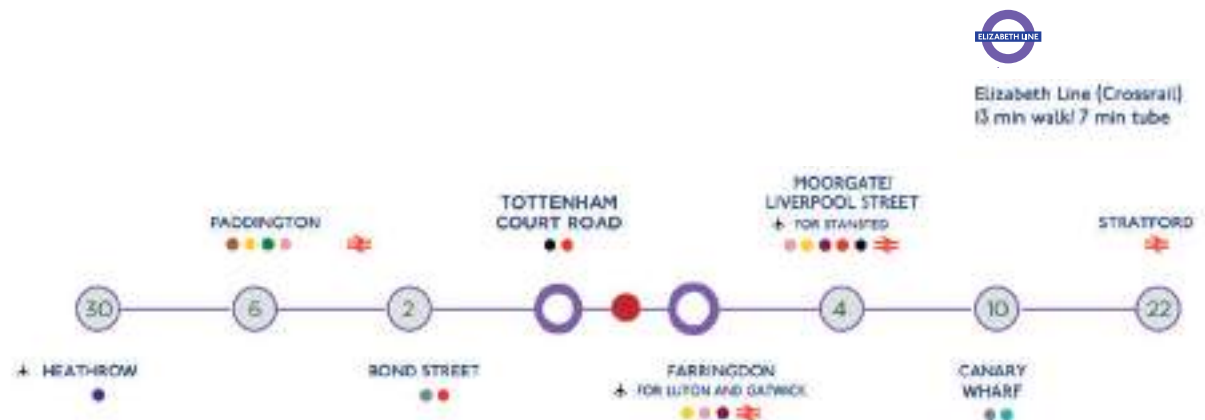 ELIZABETH LINE
Elizabeth Line (Crossrail)
13 min walk/ 7 min tube
PADDINGTON
TOTTENHAM
COURT ROAD
MOORGATE/
LIVERPOOL STREET
FOR STANSTED
STRATFORD
30
6
2
4
10
22
HEATHROW
BOND STREET
FARRINGDON
FOR LUTON AND GATWICK
CANARY
WHARF